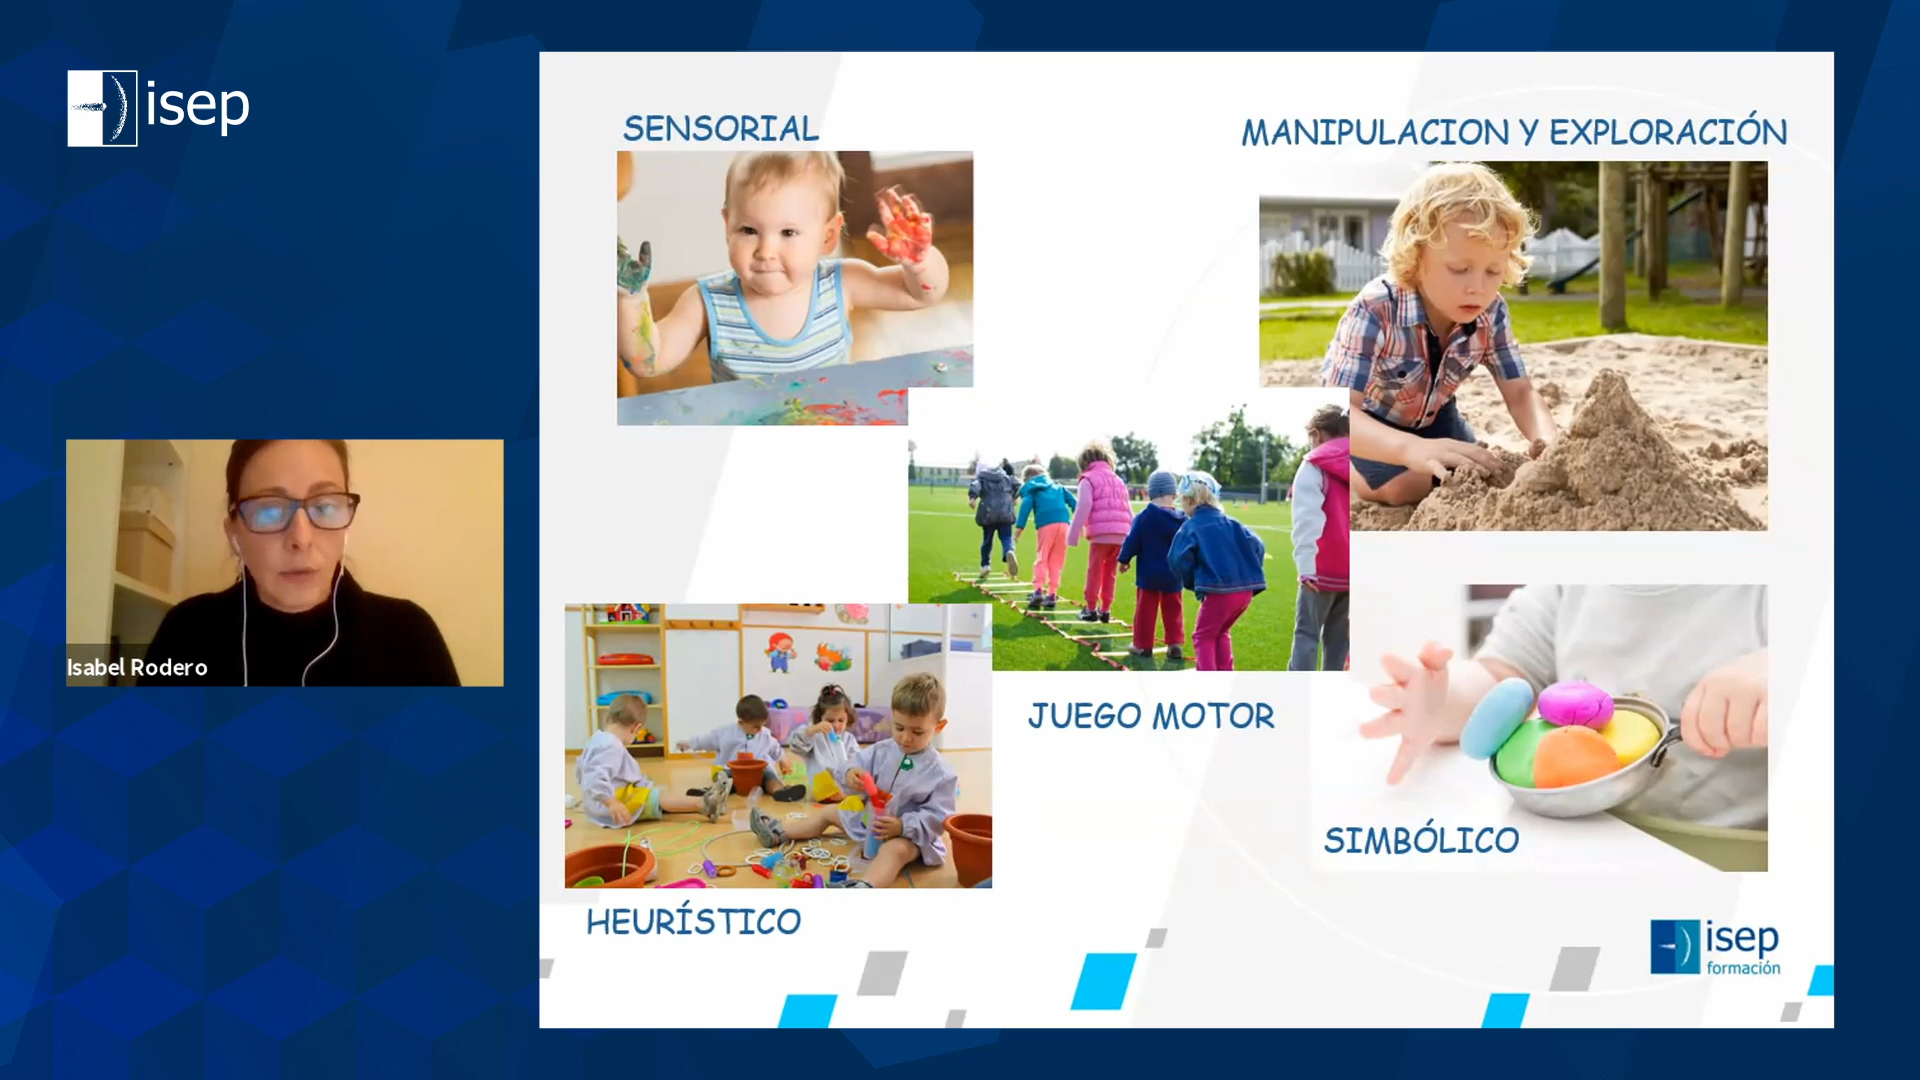 isep
SENSORIAL
MANIPULACION Y EXPLORACIÓN
Isabel Rodero
JUEGO MOTOR
SIMBÓLICO
HEURÍSTICO
isep
formación